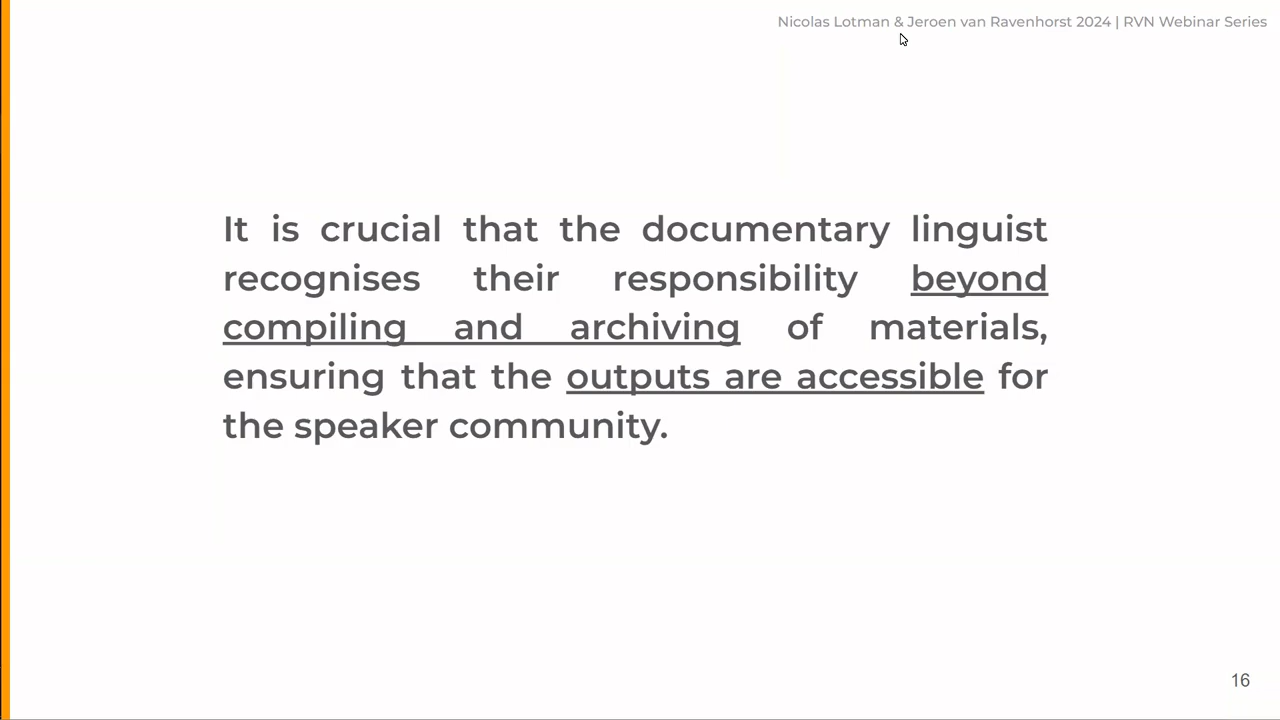 Nicolas Lotman & Jeroen van Ravenhorst 2024 | RVN Webinar Series
It is crucial that the documentary linguist
recognises their responsibility beyond
compiling and archiving of materials,
ensuring that the outputs are accessible for
the speaker community.
16